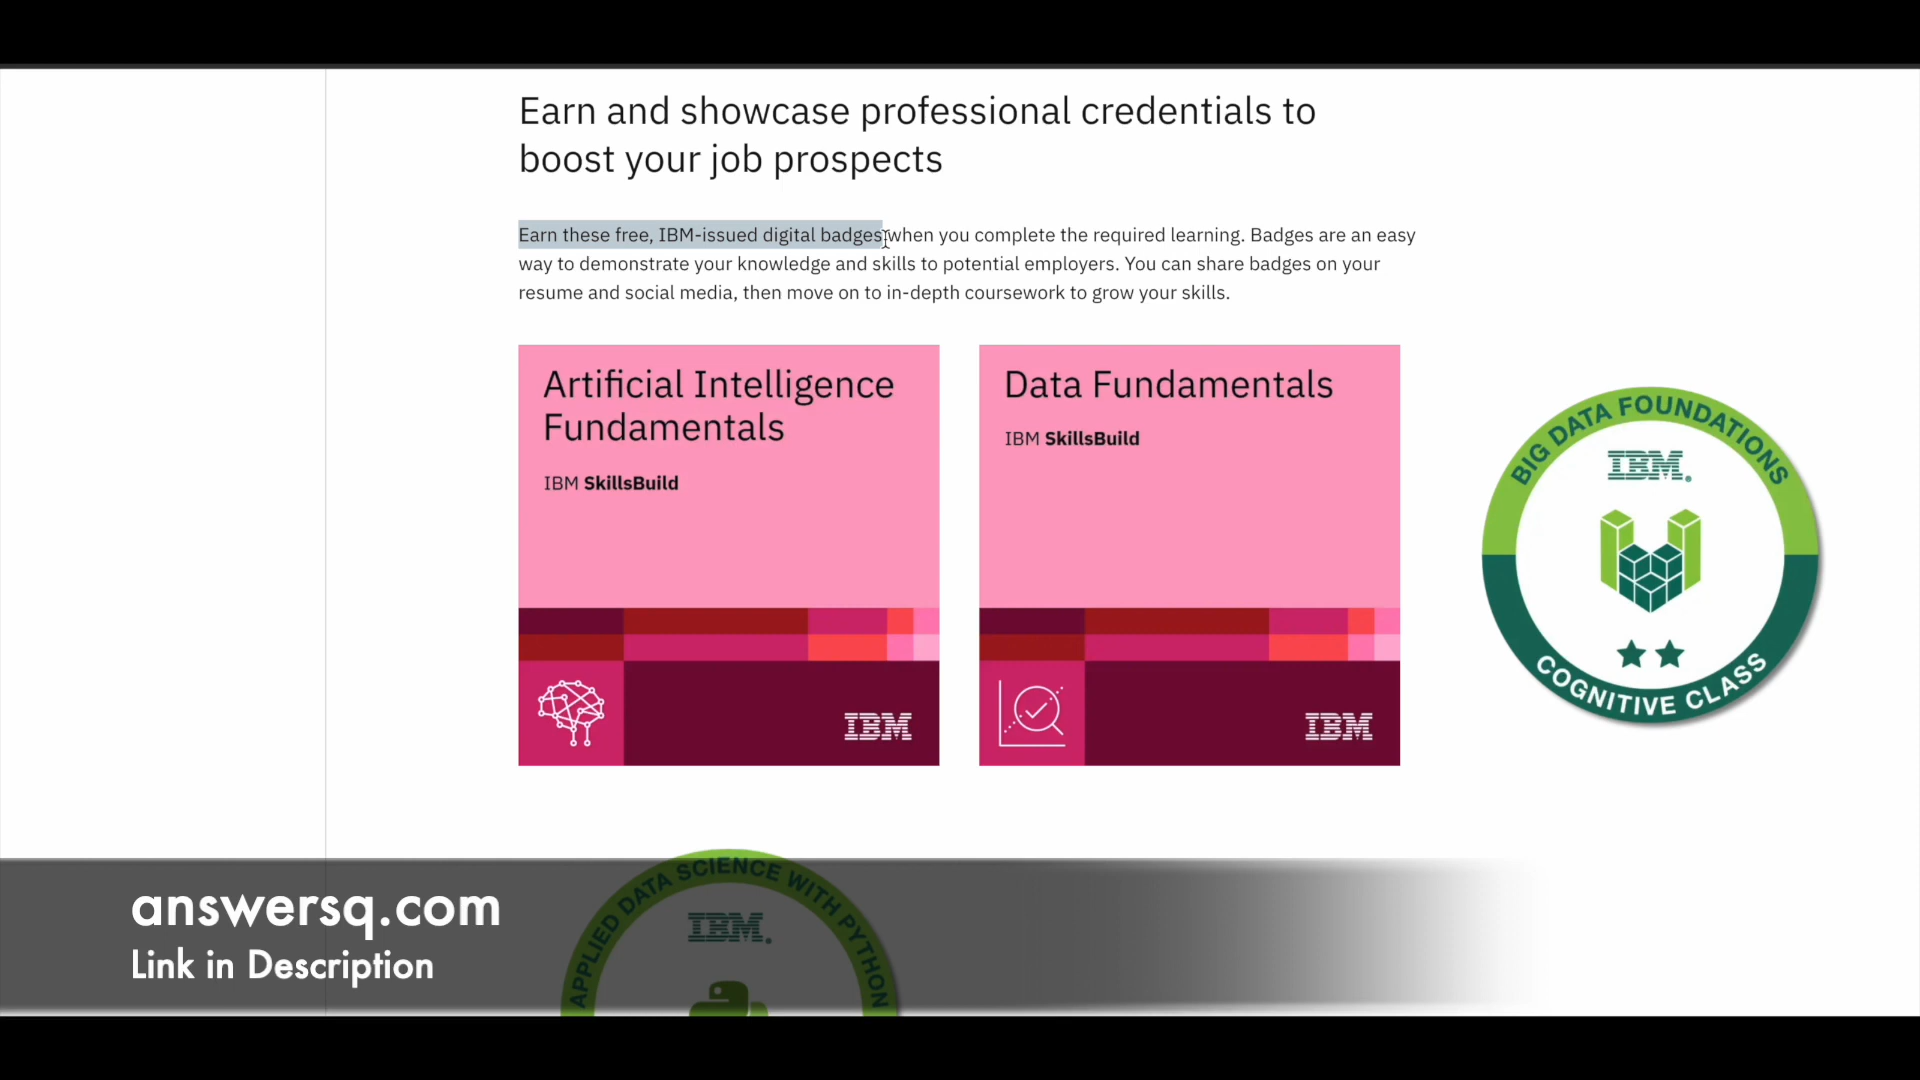 Earn and showcase professional credentials to
boost your job prospects
Earn these free, IBM-issued digital badges when you complete the required learning. Badges are an easy
way to demonstrate your knowledge and skills to potential employers. You can share badges on your
resume and social media, then move on to in-depth coursework to grow your skills.
Artificial Intelligence
Fundamentals
IBM SkillsBuild
IBM
Data Fundamentals
IBM SkillsBuild
IBM
BIG DATA FOUNDATIONS
IBM.
COGNITIVE CLASS
APPLIED DATA SCIENCE WITH PYTHON
IBM.
answersq.com
Link in Description